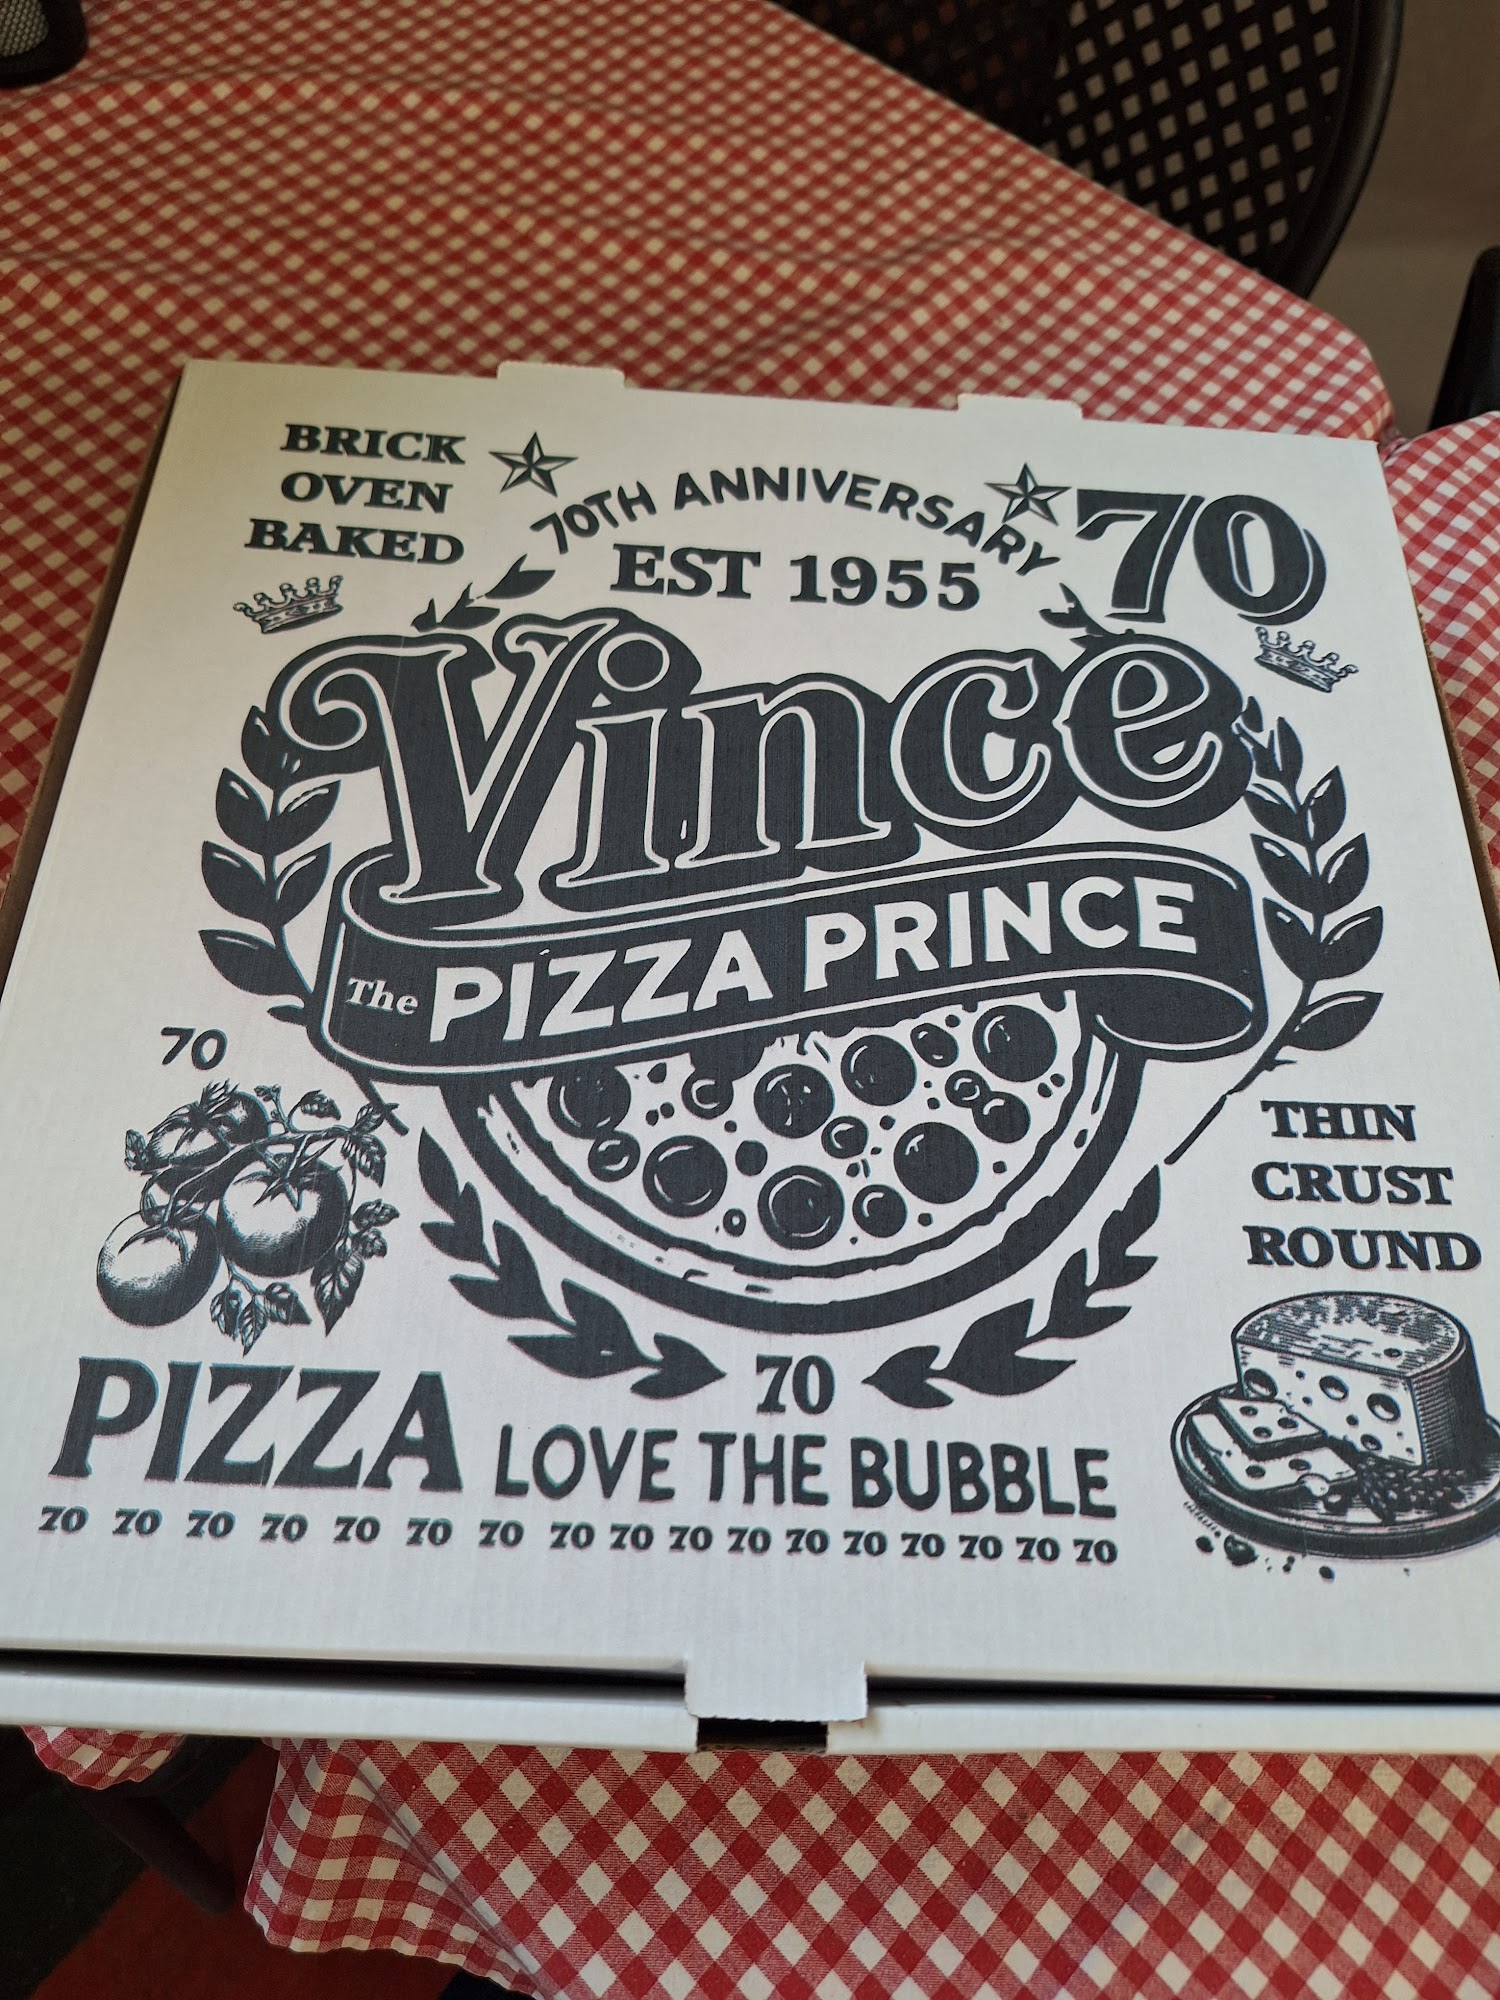 BRICK
OVEN
BAKED
70TH ANNIVERSARY
EST 1955
70
Vince
The PIZZA PRINCE
70
THIN
CRUST
ROUND
70
PIZZA LOVE THE BUBBLE
70 70 70 70 70 70 70 70 70 70 70 70 70 70 70 70 70